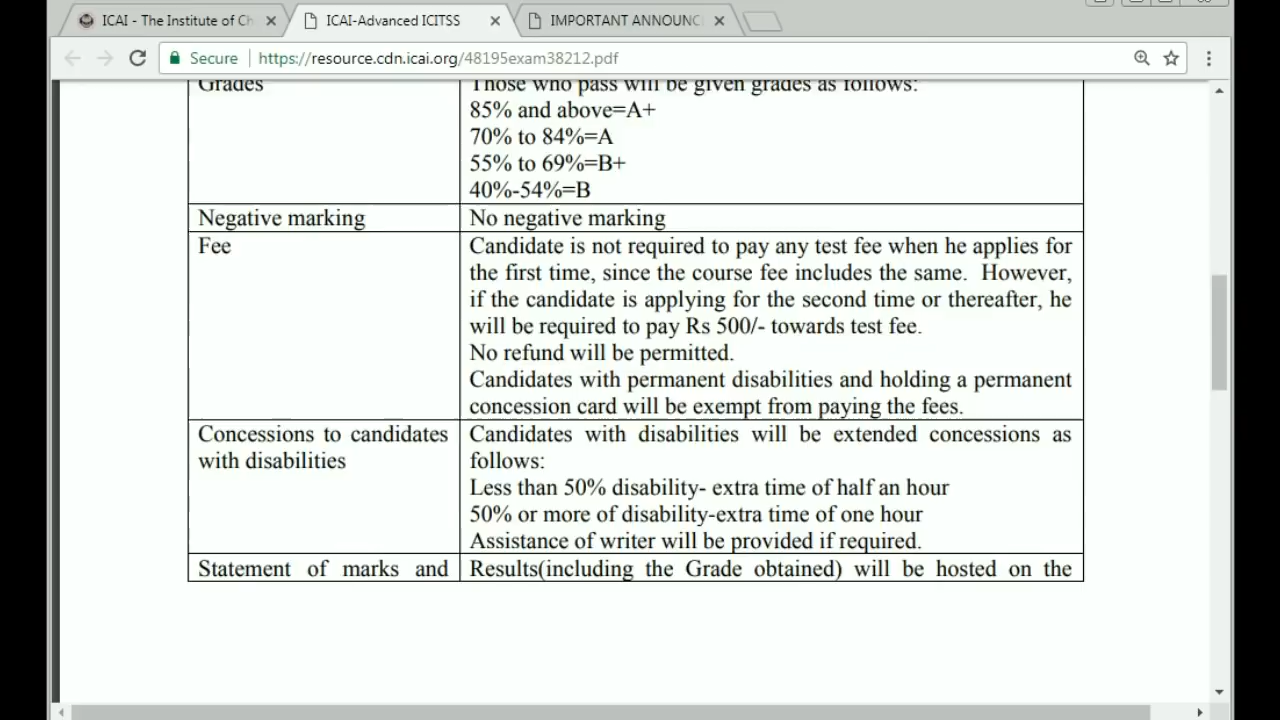 ICAI - The Institute of Ch
ICAI-Advanced ICITSS
IMPORTANT ANNOUNC
Secure
https://resource.cdn.icai.org/48195exam38212.pdf
Grades
Those who pass will be given grades as follows:
85% and above=A+
70% to 84%=A
55% to 69%=B+
40%-54%=B
Negative marking
No negative marking
Fee
Candidate is not required to pay any test fee when he applies for
the first time, since the course fee includes the same. However,
if the candidate is applying for the second time or thereafter, he
will be required to pay Rs 500/- towards test fee.
No refund will be permitted.
Candidates with permanent disabilities and holding a permanent
concession card will be exempt from paying the fees.
Concessions to candidates
with disabilities
Candidates with disabilities will be extended concessions as
follows:
Less than 50% disability- extra time of half an hour
50% or more of disability-extra time of one hour
Assistance of writer will be provided if required.
Statement of marks and
Results(including the Grade obtained) will be hosted on the